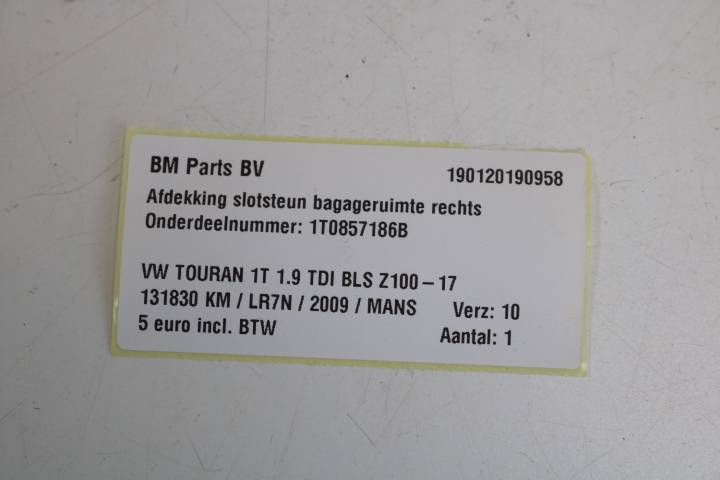 BM Parts BV 190120190958
Afdekking slotsteun bagageruimte rechts
Onderdeelnummer: 1T0857186B
VW TOURAN 1T 1.9 TDI BLS Z100-17
131830 KM / LR7N / 2009 / MANS Verz: 10
5 euro incl. BTW Aantal: 1